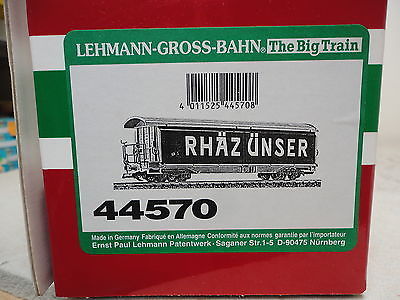 LEHMANN-GROSS-BAHN® The Big Train
4 011525 445708
RHÄZÜNSER
44570
Made in Germany Fabriqué en Allemagne Conformité aux normes garantie par l'importateur
Ernst Paul Lehmann Patentwerk · Saganer Str.1-5 D-90475 Nürnberg